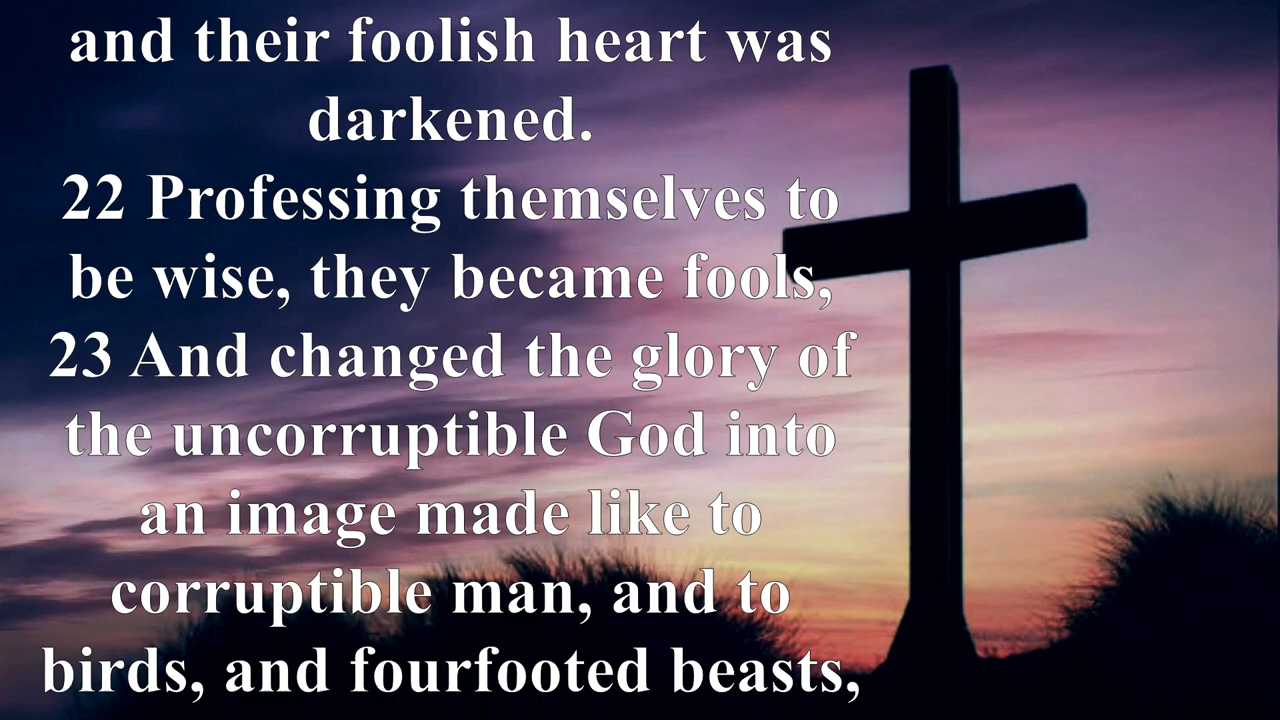 and their foolish heart was
darkened.
22 Professing themselves to
be wise, they became fools,
23 And changed the glory of
the uncorruptible God into
an image made like to
corruptible man, and to
birds, and fourfooted beasts,